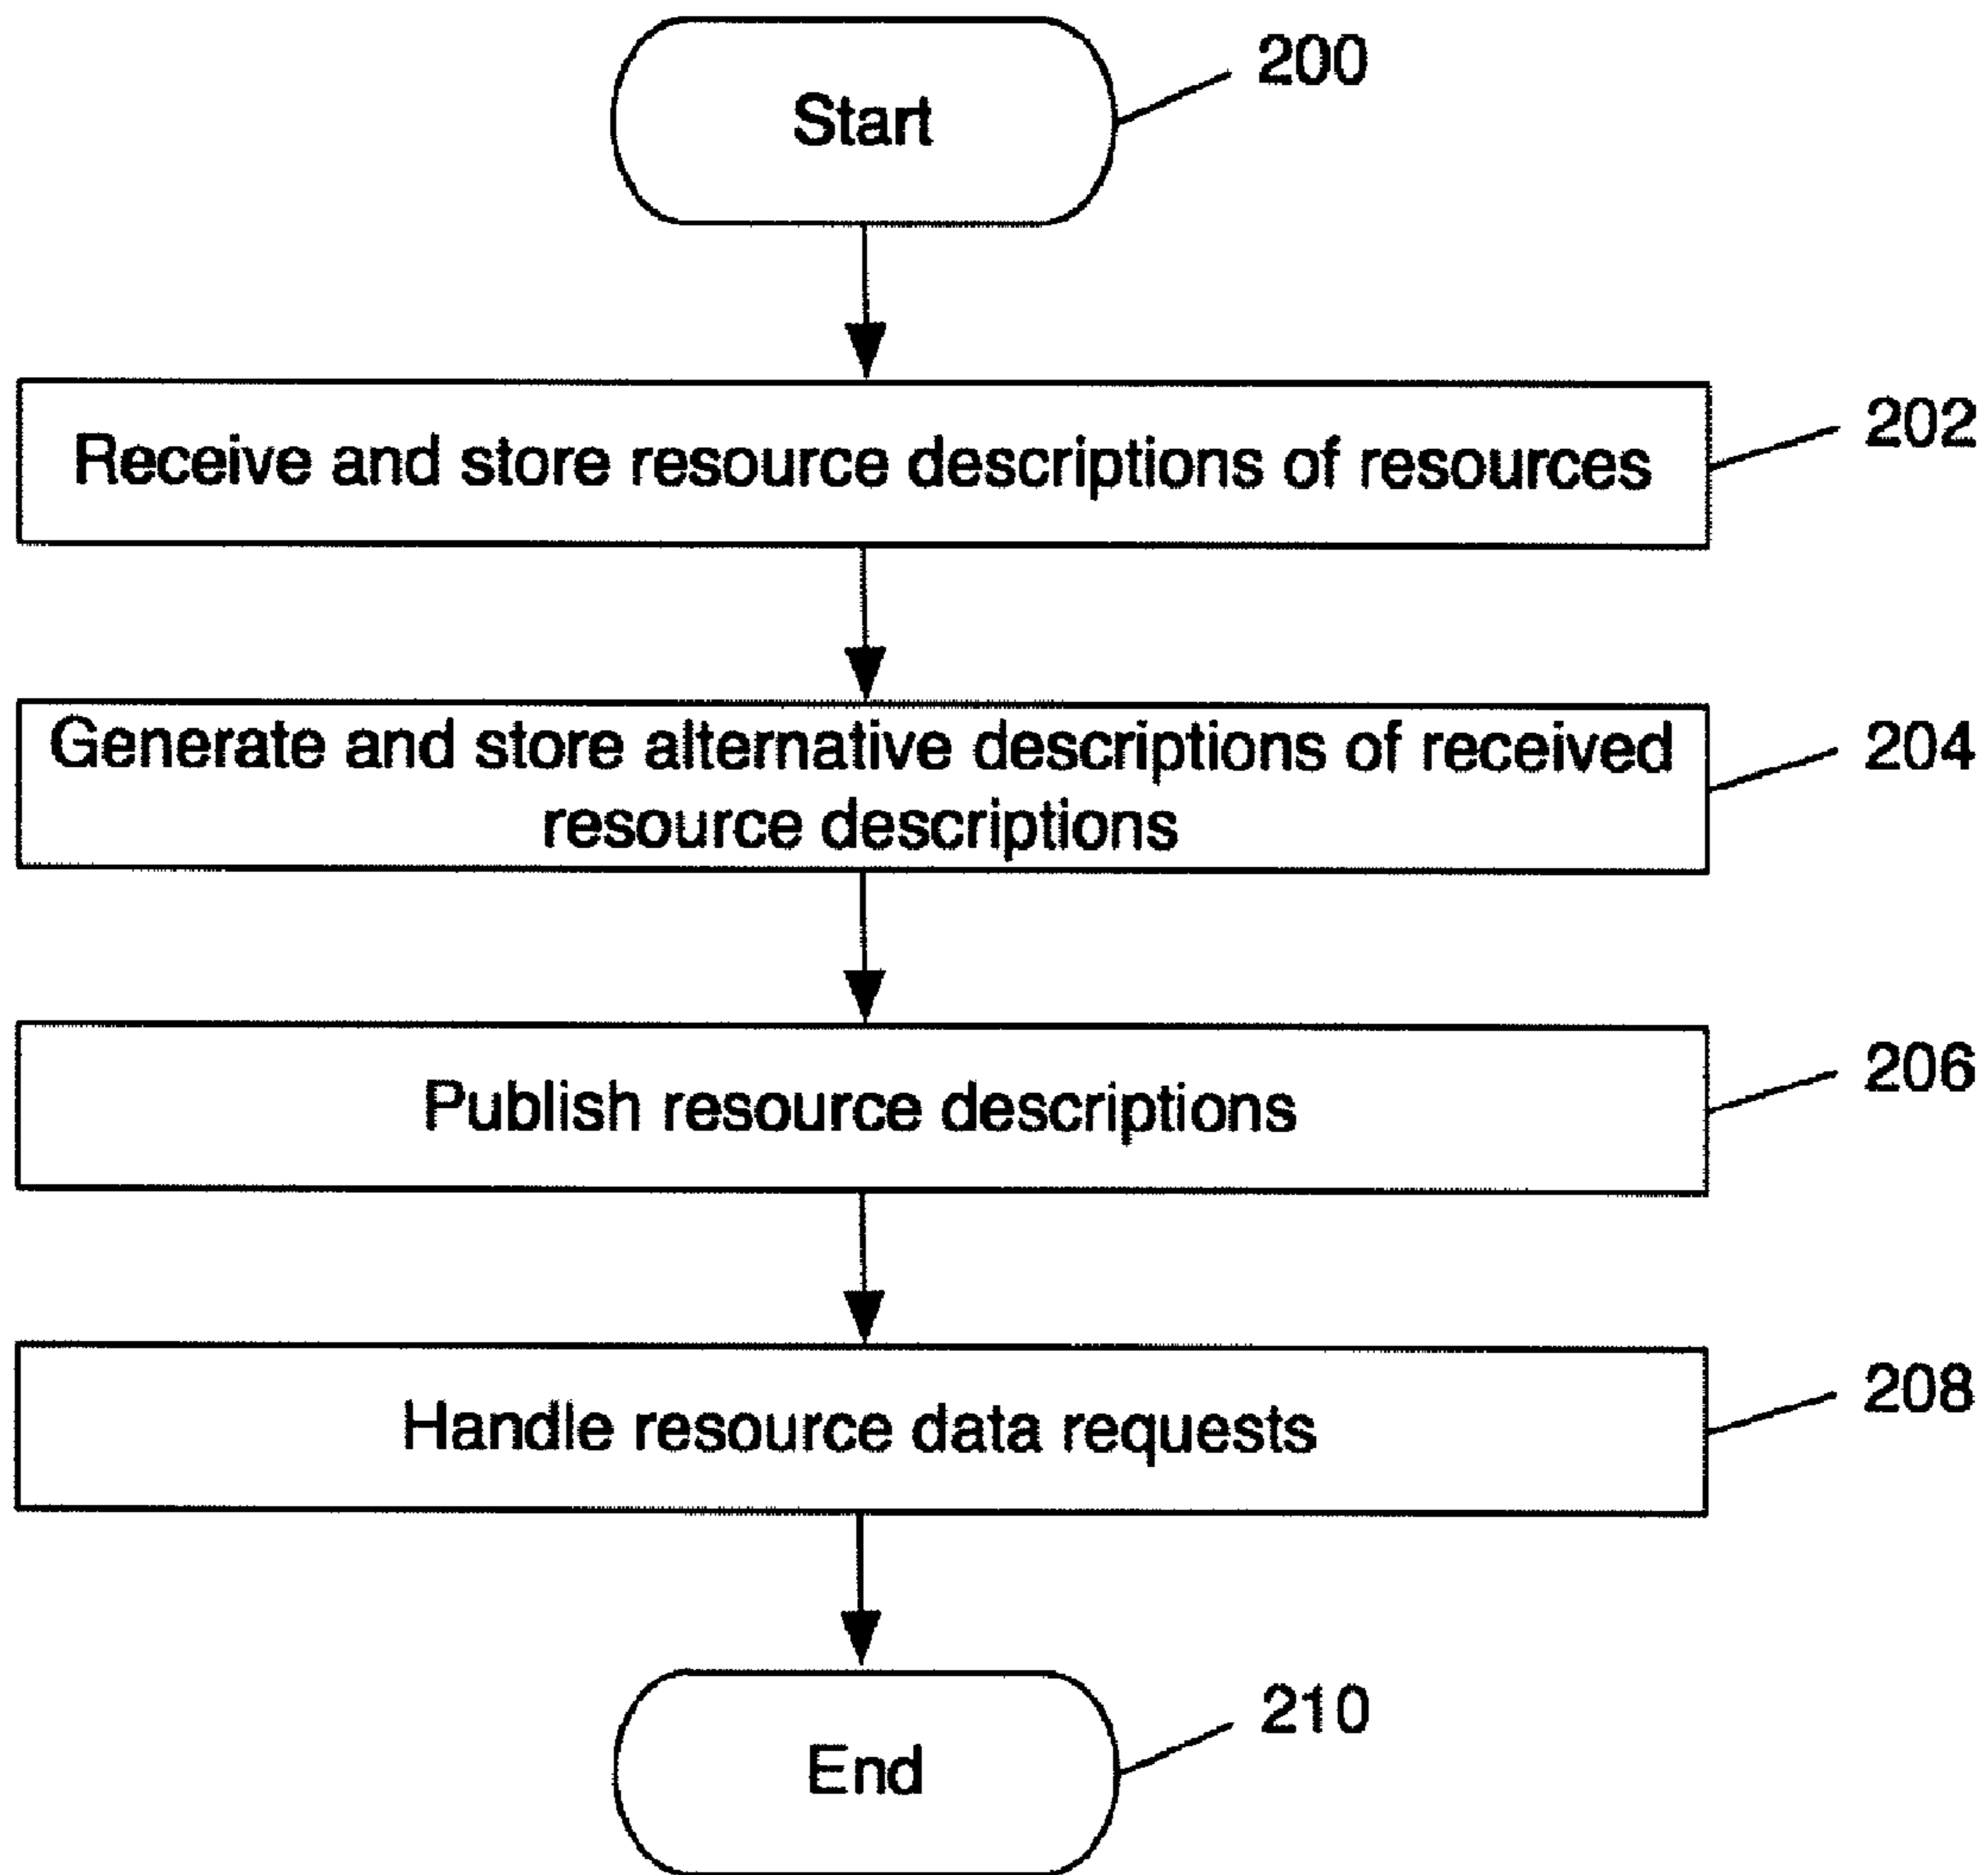 Start
200
Receive and store resource descriptions of resources
202
Generate and store alternative descriptions of received
resource descriptions
204
Publish resource descriptions
206
Handle resource data requests
208
End
210